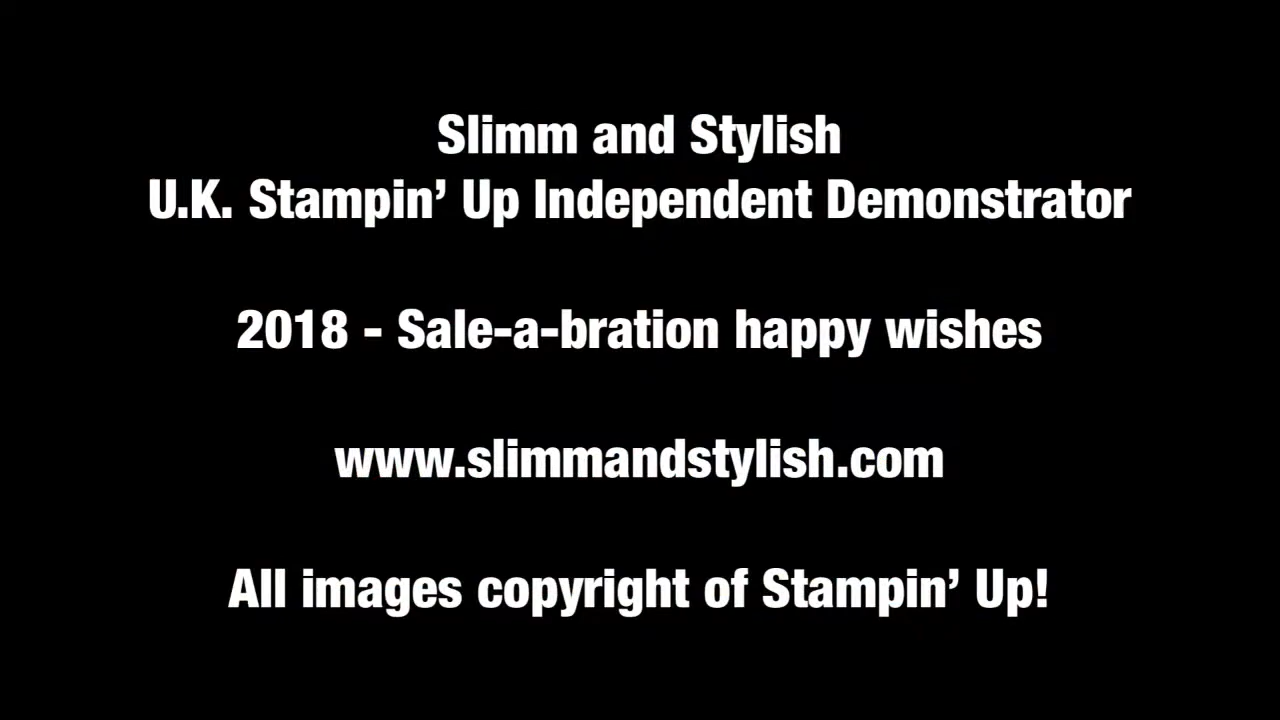 Slimm and Stylish
U.K. Stampin’ Up Independent Demonstrator
2018 - Sale-a-bration happy wishes
www.slimmandstylish.com
All images copyright of Stampin’ Up!